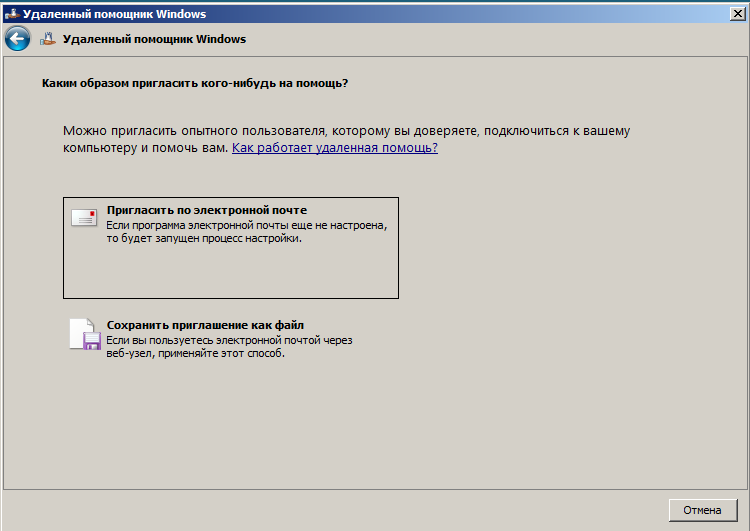 Удаленный помощник Windows
Удаленный помощник Windows
Каким образом пригласить кого-нибудь на помощь?
Можно пригласить опытного пользователя, которому вы доверяете, подключиться к вашему
компьютеру и помочь вам. Как работает удаленная помощь?
Пригласить по электронной почте
Если программа электронной почты еще не настроена,
то будет запущен процесс настройки.
Сохранить приглашение как файл
Если вы пользуетесь электронной почтой через
веб-узел, применяйте этот способ.
Отмена